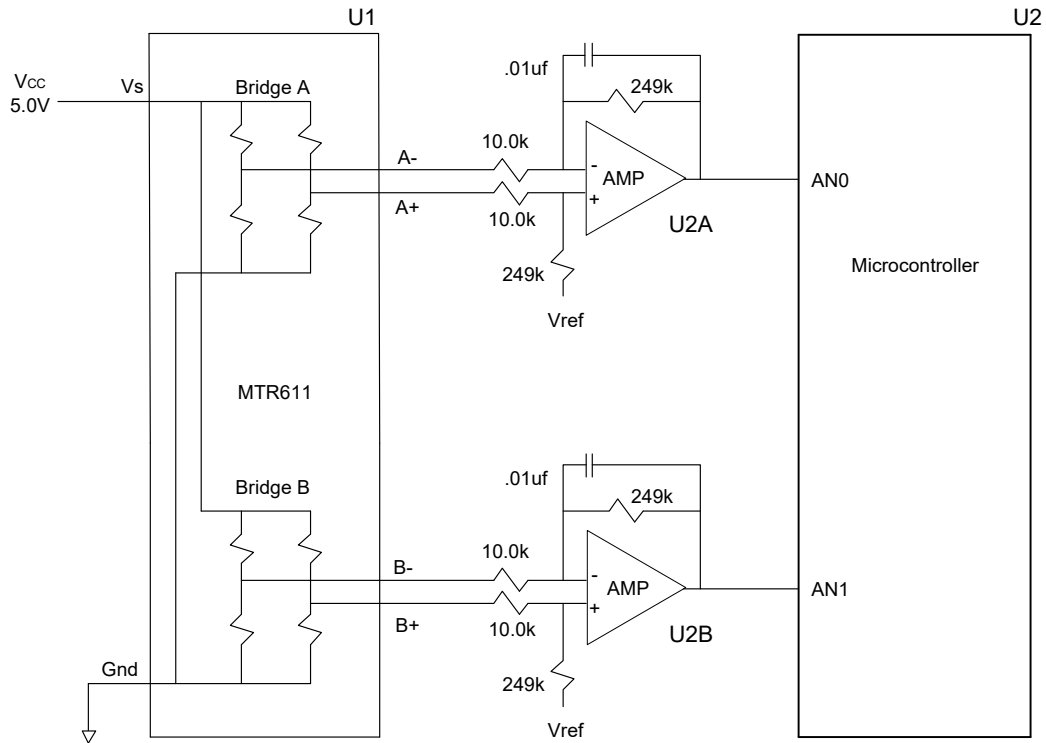 U1
U2
VCC
5.0V
Vs
Bridge A
.01uf
249k
10.0k
A-
-
AMP
+
A+
10.0k
U2A
AN0
249k
Vref
Microcontroller
MTR611
.01uf
249k
Bridge B
10.0k
B-
-
AMP
+
B+
10.0k
U2B
AN1
Gnd
249k
Vref